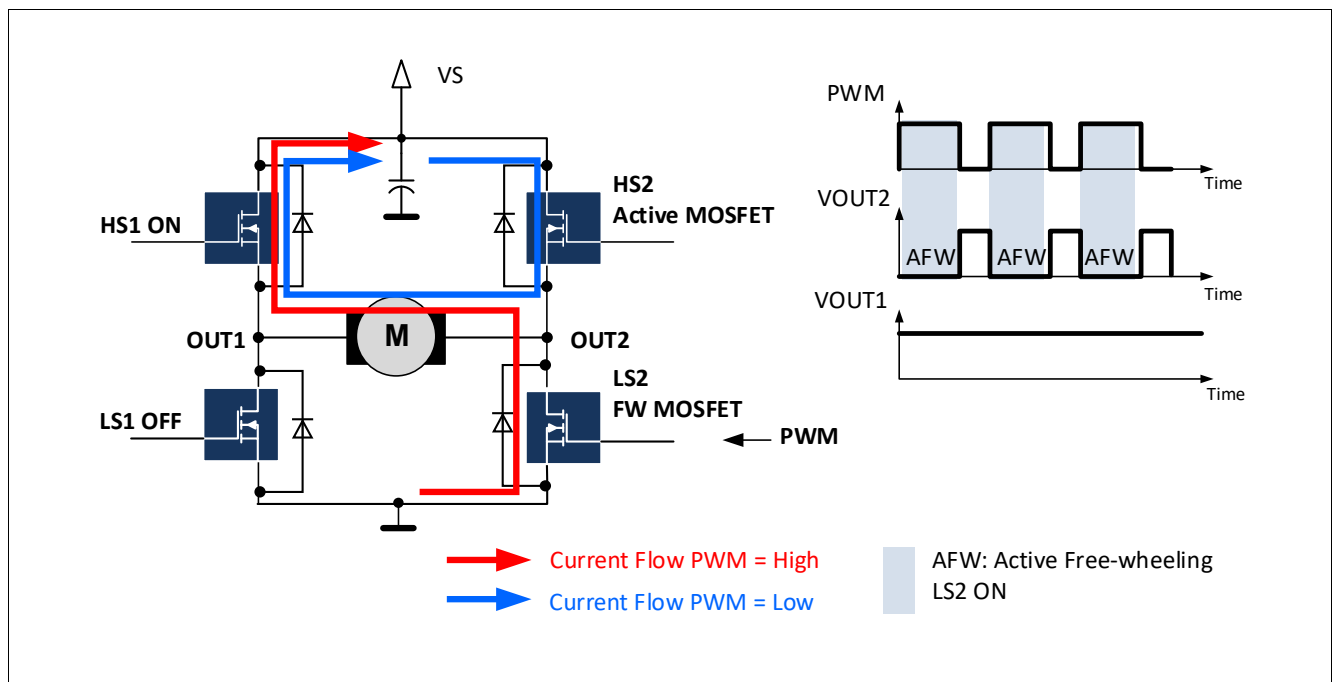 VS
HS1 ON
HS2
Active MOSFET
M
OUT1
OUT2
LS1 OFF
LS2
FW MOSFET
PWM
PWM
Time
VOUT2
AFW
AFW
AFW
Time
VOUT1
Time
Current Flow PWM = High
Current Flow PWM = Low
AFW: Active Free-wheeling
LS2 ON